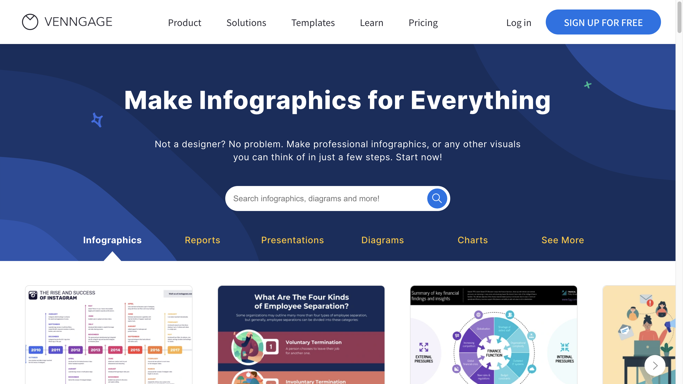 VENNGAGE
Product
Solutions
Templates
Learn
Pricing
Log in
SIGN UP FOR FREE
Make Infographics for Everything
Not a designer? No problem. Make professional infographics, or any other visuals
you can think of in just a few steps. Start now!
Search infographics, diagrams and more!
Infographics
Reports
Presentations
Diagrams
Charts
See More
THE RISE AND SUCCESS
OF INSTAGRAM
2010
2011
2012
2013
2014
2015
2016
What Are The Four Kinds
of Employee Separation?
1
Voluntary Termination
Involuntary Termination
Summary of key financial
findings and insights
EXTERNAL
PRESSURES
FINANCE
FUNCTION
INTERNAL
PRESSURES